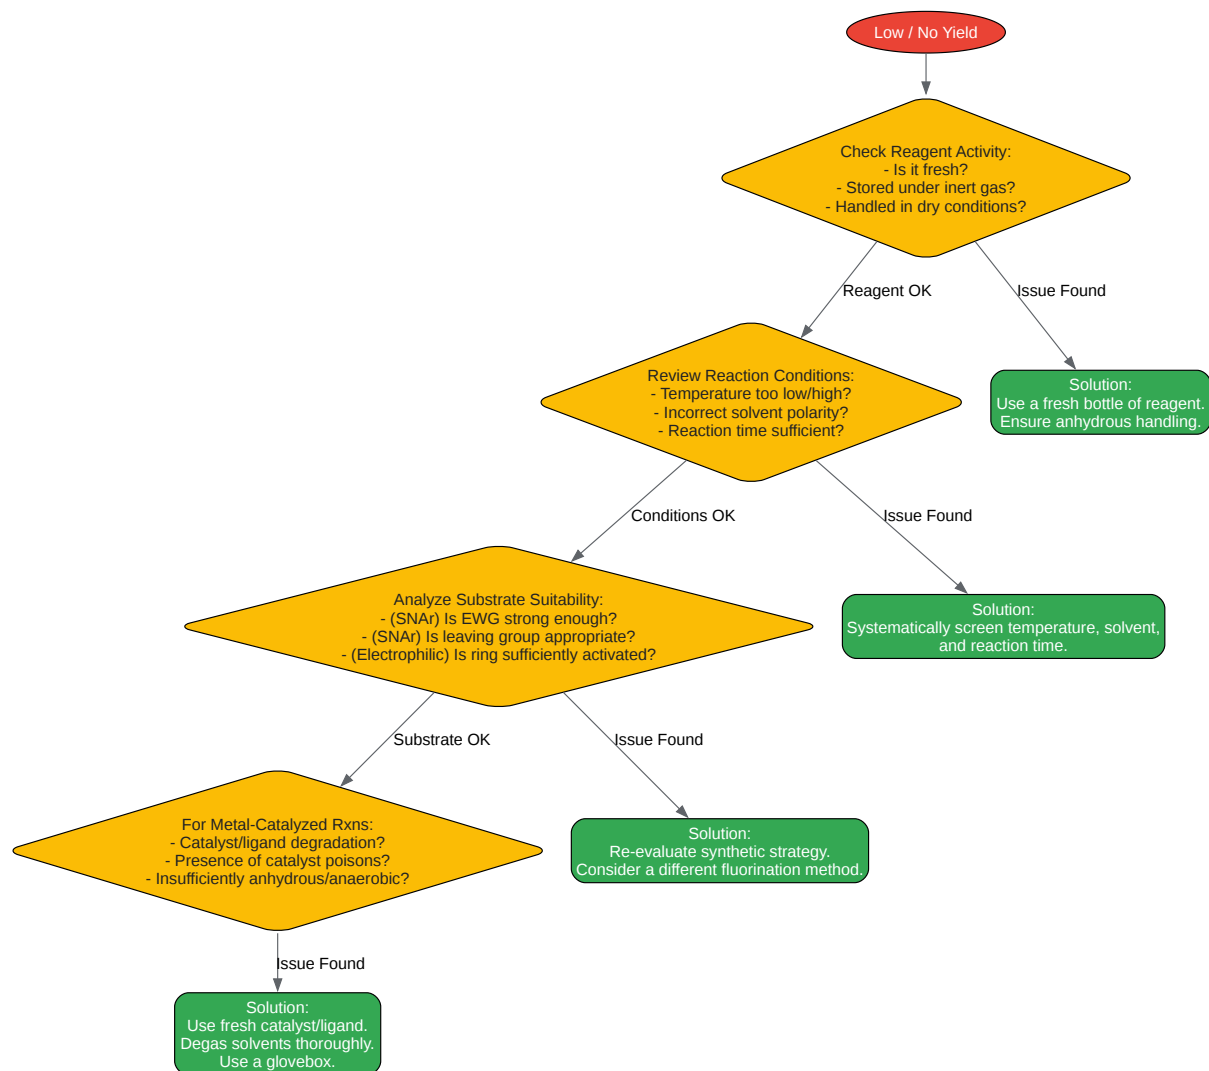 Low / No Yield
Check Reagent Activity:
- Is it fresh?
- Stored under inert gas?
- Handled in dry conditions?
Reagent OK
Issue Found
Review Reaction Conditions:
- Temperature too low/high?
- Incorrect solvent polarity?
- Reaction time sufficient?
Solution:
Use a fresh bottle of reagent.
Ensure anhydrous handling.
Conditions OK
Issue Found
Analyze Substrate Suitability:
- (SNAr) Is EWG strong enough?
- (SNAr) Is leaving group appropriate?
- (Electrophilic) Is ring sufficiently activated?
Solution:
Systematically screen temperature, solvent,
and reaction time.
Substrate OK
Issue Found
For Metal-Catalyzed Rxns:
- Catalyst/ligand degradation?
- Presence of catalyst poisons?
- Insufficiently anhydrous/anaerobic?
Solution:
Re-evaluate synthetic strategy.
Consider a different fluorination method.
Issue Found
Solution:
Use fresh catalyst/ligand.
Degas solvents thoroughly.
Use a glovebox.